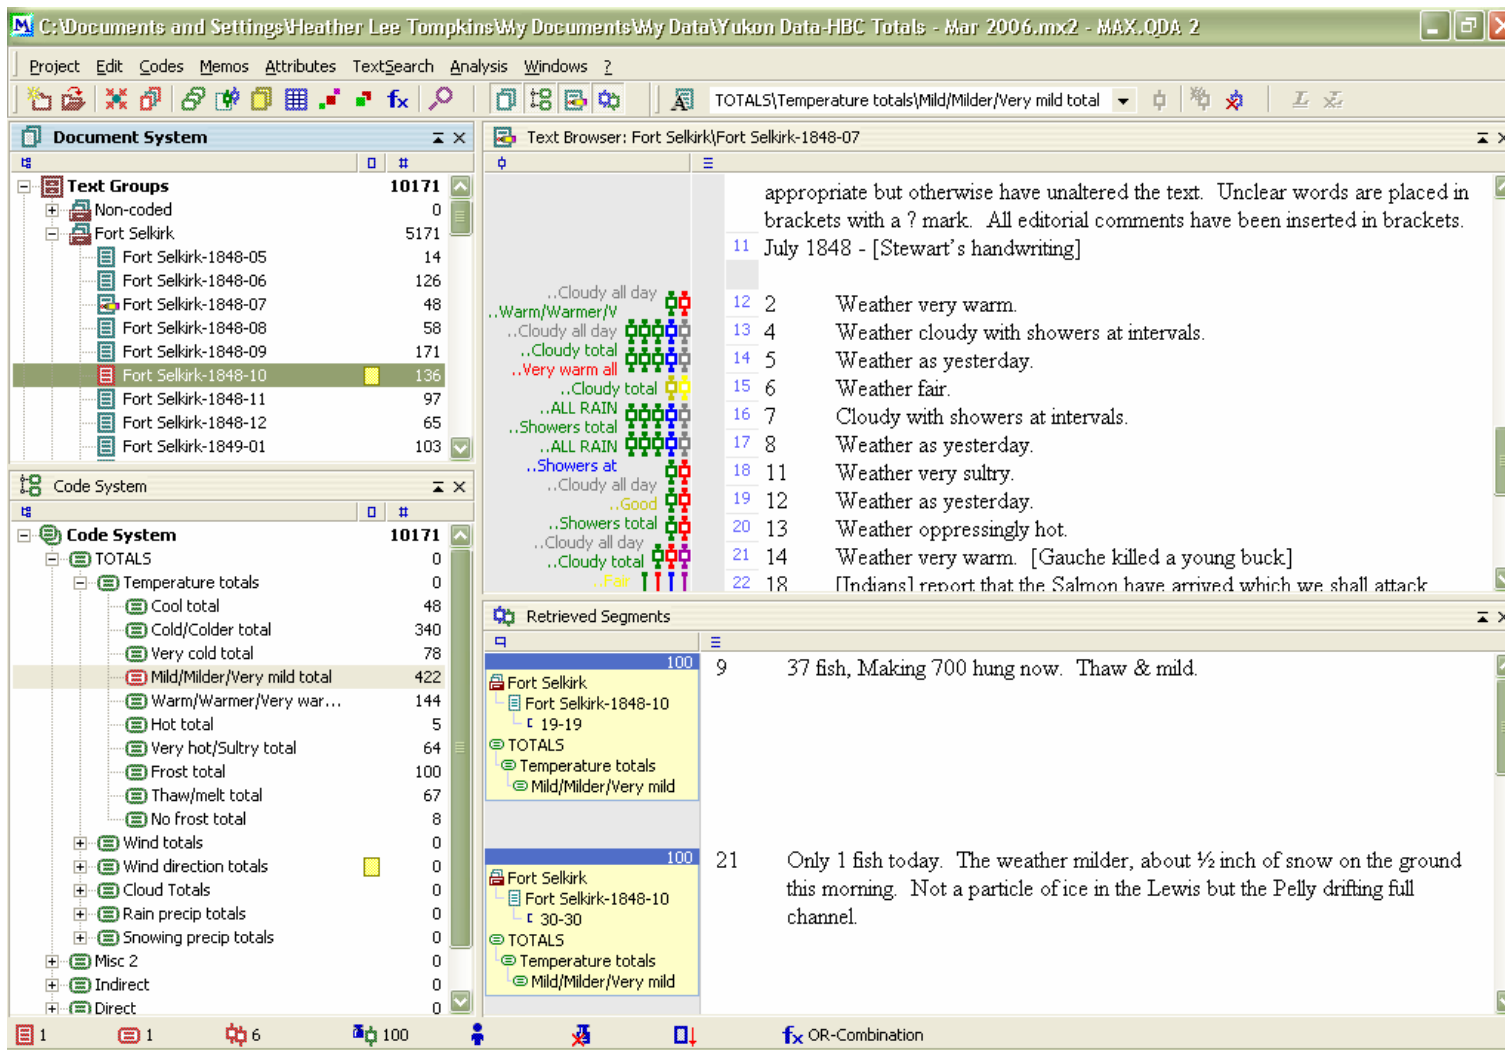 C:\Documents and Settings\Heather Lee Tompkins\My Documents\My Data\Yukon Data-HBC Totals - Mar 2006.mx2 - MAX.QDA 2
Project Edit Codes Memos Attributes TextSearch Analysis Windows ?
TOTALS\Temperature totals\Mild/Milder/Very mild total
Document System
Text Groups 10171
Non-coded 0
Fort Selkirk 5171
Fort Selkirk-1848-05 14
Fort Selkirk-1848-06 126
Fort Selkirk-1848-07 48
Fort Selkirk-1848-08 58
Fort Selkirk-1848-09 171
Fort Selkirk-1848-10 136
Fort Selkirk-1848-11 97
Fort Selkirk-1848-12 65
Fort Selkirk-1849-01 103
Code System
Code System 10171
TOTALS 0
Temperature totals 0
Cool total 48
Cold/Colder total 340
Very cold total 78
Mild/Milder/Very mild total 422
Warm/Warmer/Very war... 144
Hot total 5
Very hot/Sultry total 64
Frost total 100
Thaw/melt total 67
No frost total 8
Wind totals 0
Wind direction totals 0
Cloud Totals 0
Rain precip totals 0
Snowing precip totals 0
Misc 2 0
Indirect 0
Direct 0
Text Browser: Fort Selkirk\Fort Selkirk-1848-07
appropriate but otherwise have unaltered the text. Unclear words are placed in
brackets with a ? mark. All editorial comments have been inserted in brackets.
11 July 1848 - [Stewart's handwriting]
12 2 Weather very warm.
13 4 Weather cloudy with showers at intervals.
14 5 Weather as yesterday.
15 6 Weather fair.
16 7 Cloudy with showers at intervals.
17 8 Weather as yesterday.
18 11 Weather very sultry.
19 12 Weather as yesterday.
20 13 Weather oppressingly hot.
21 14 Weather very warm. [Gauche killed a young buck]
22 18 [Indians] report that the Salmon have arrived which we shall attack
..Cloudy all day
..Warm/Warmer/V
..Cloudy all day
..Cloudy total
..Very warm all
..Cloudy total
..ALL RAIN
..Showers total
..ALL RAIN
..Showers at
..Cloudy all day
..Good
..Showers total
..Cloudy all day
..Cloudy total
..Fair
Retrieved Segments
100
Fort Selkirk
Fort Selkirk-1848-10
19-19
TOTALS
Temperature totals
Mild/Milder/Very mild
9 37 fish, Making 700 hung now. Thaw & mild.
100
Fort Selkirk
Fort Selkirk-1848-10
30-30
TOTALS
Temperature totals
Mild/Milder/Very mild
21 Only 1 fish today. The weather milder, about ½ inch of snow on the ground
this morning. Not a particle of ice in the Lewis but the Pelly drifting full
channel.
1 1 6 100 fx OR-Combination